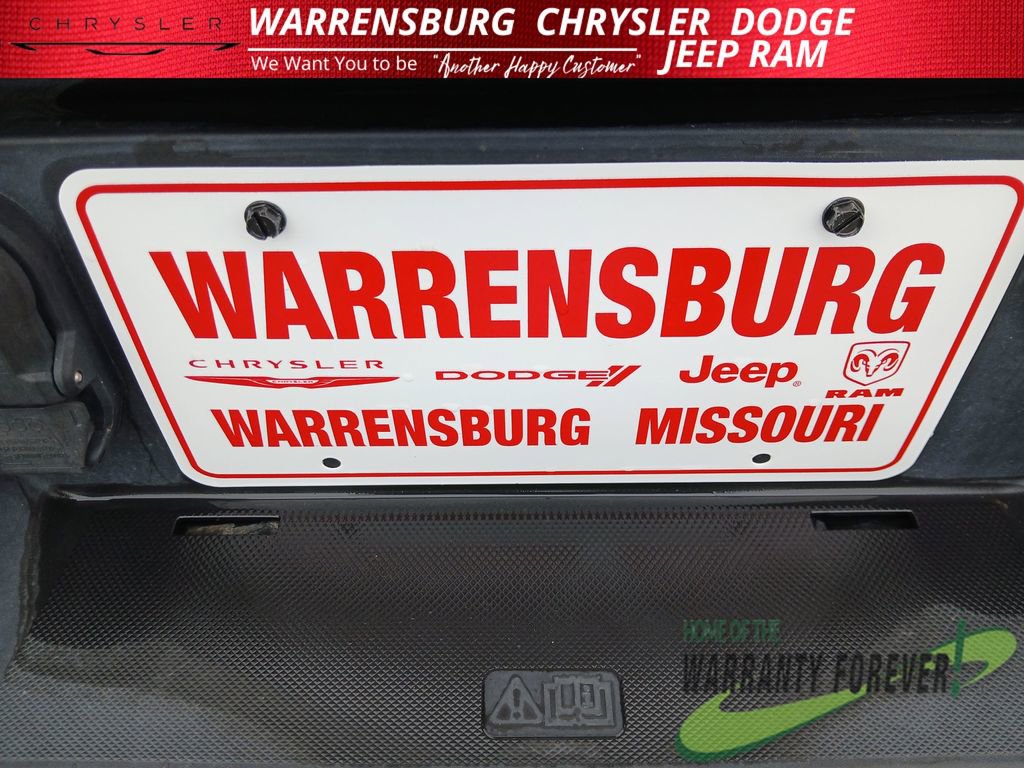 CHRYSLER
WARRENSBURG CHRYSLER DODGE
JEEP RAM
We Want You to be "Another Happy Customer"
WARRENSBURG
CHRYSLER DODGE Jeep RAM
CHRYSLER
WARRENSBURG MISSOURI
HOME OF THE
WARRANTY FOREVER!